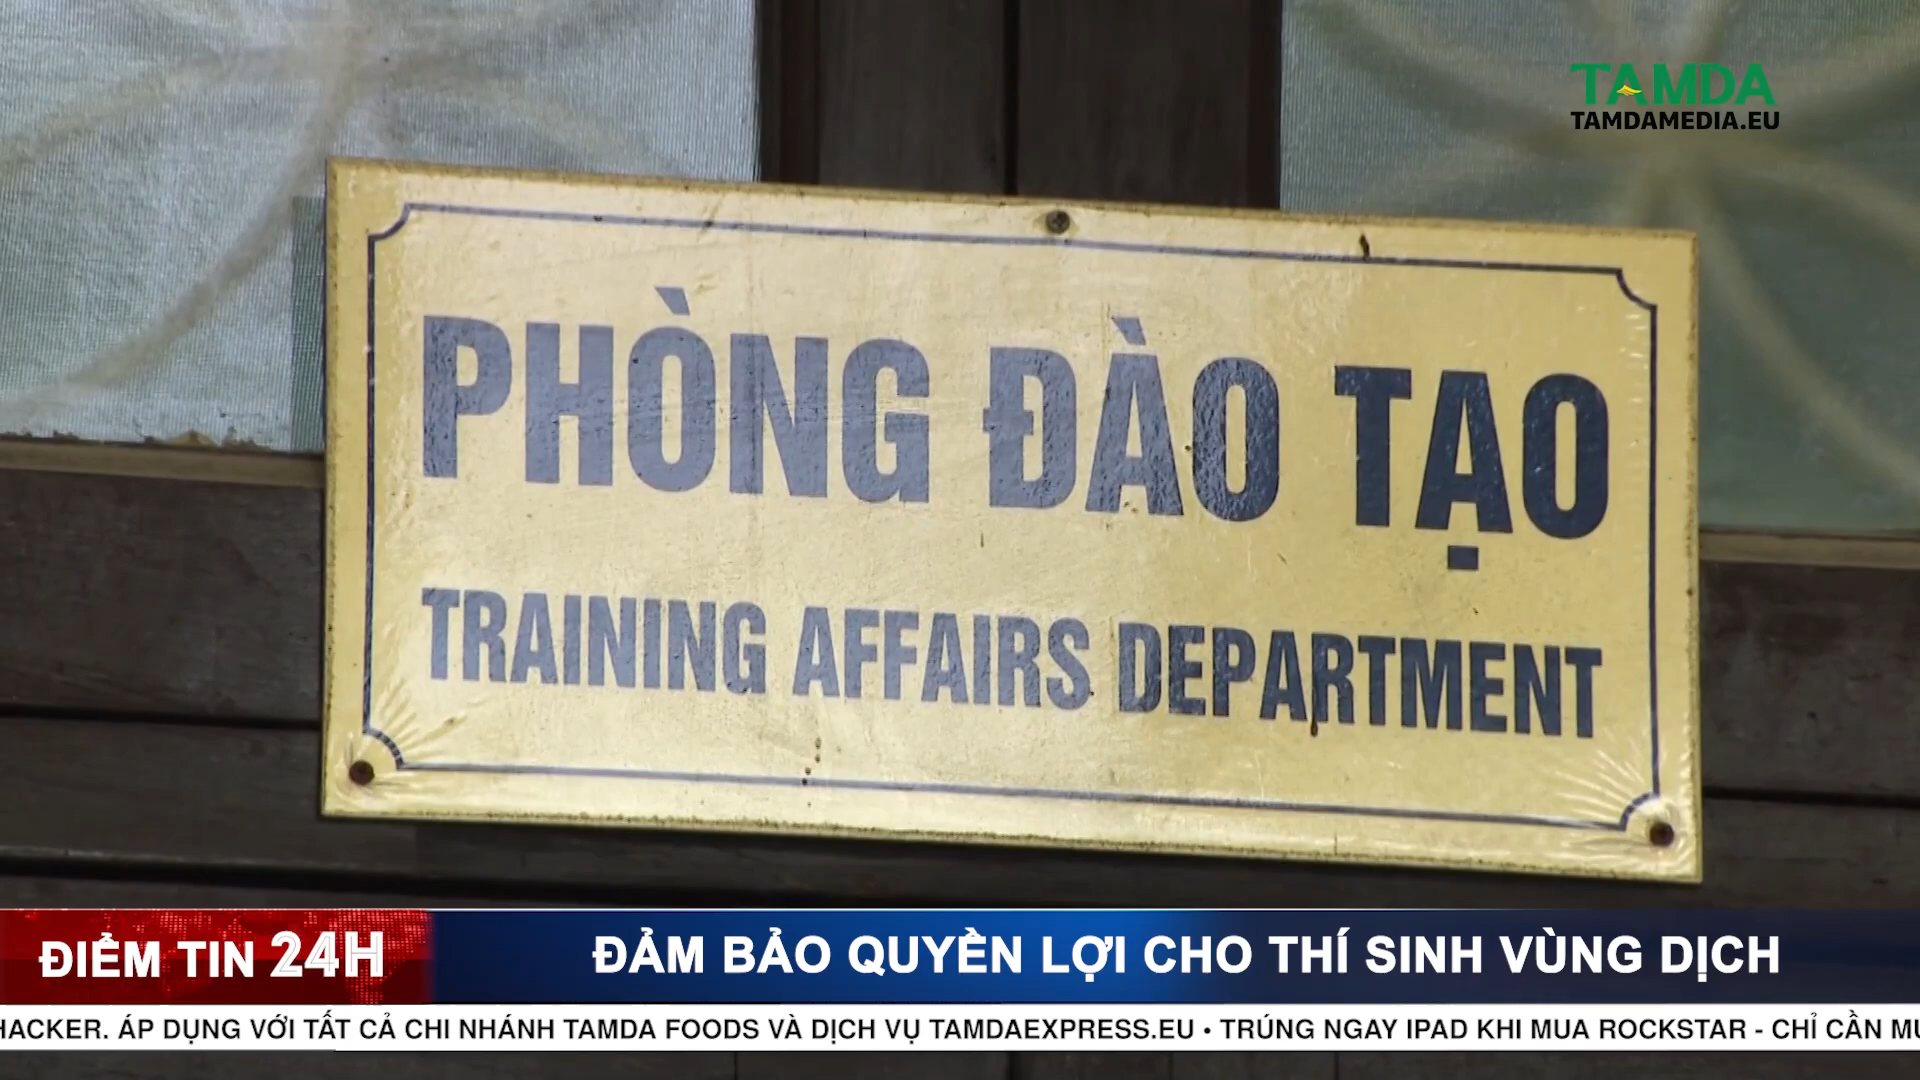 TAMDA
TAMDAMEDIA.EU
PHÒNG ĐÀO TẠO
TRAINING AFFAIRS DEPARTMENT
ĐIỂM TIN 24H
ĐẢM BẢO QUYỀN LỢI CHO THÍ SINH VÙNG DỊCH
HACKER. ÁP DỤNG VỚI TẤT CẢ CHI NHÁNH TAMDA FOODS VÀ DỊCH VỤ TAMDAEXPRESS.EU • TRÚNG NGAY IPAD KHI MUA ROCKSTAR - CHỈ CẦN MU